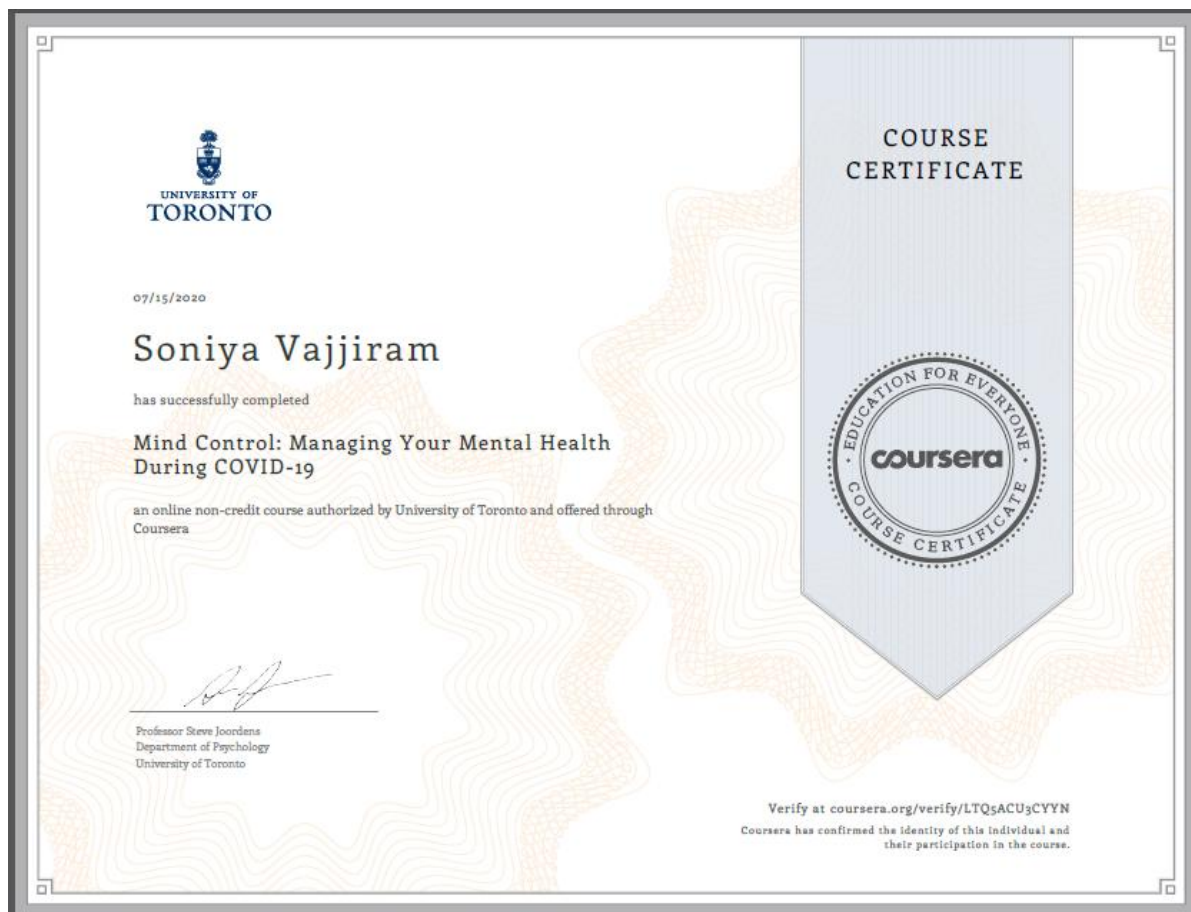 UNIVERSITY OF
TORONTO
07/15/2020
Soniya Vajjiram
has successfully completed
Mind Control: Managing Your Mental Health
During COVID-19
an online non-credit course authorized by University of Toronto and offered through
Coursera
Professor Steve Joordens
Department of Psychology
University of Toronto
COURSE
CERTIFICATE
EDUCATION FOR EVERYONE
coursera
COURSE CERTIFICATE
Verify at coursera.org/verify/LTQ5ACU3CYYN
Coursera has confirmed the identity of this individual and
their participation in the course.